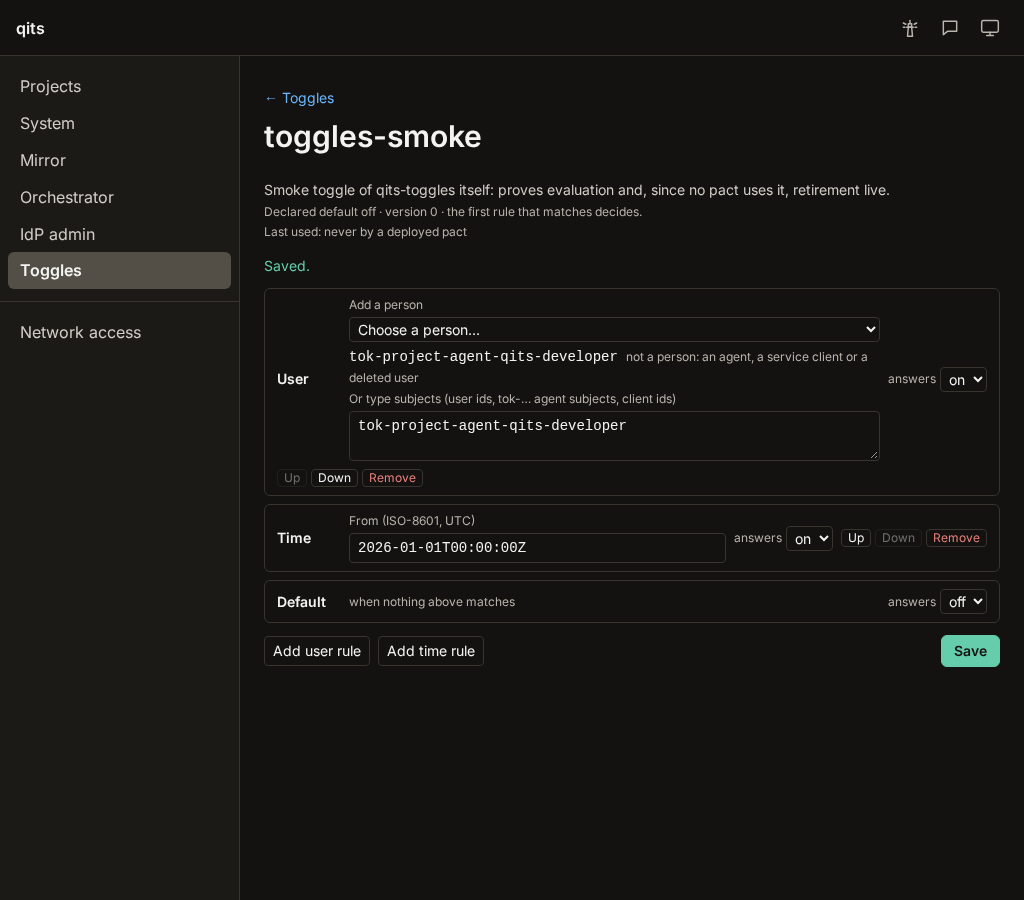 qits
Projects
System
Mirror
Orchestrator
IdP admin
Toggles
Network access
← Toggles
toggles-smoke
Smoke toggle of qits-toggles itself: proves evaluation and, since no pact uses it, retirement live.
Declared default off · version 0 · the first rule that matches decides.
Last used: never by a deployed pact
Saved.
User
Add a person
Choose a person...
tok-project-agent-qits-developer not a person: an agent, a service client or a
deleted user
Or type subjects (user ids, tok-... agent subjects, client ids)
tok-project-agent-qits-developer
answers on
Up Down Remove
Time
From (ISO-8601, UTC)
2026-01-01T00:00:00Z
answers on Up Down Remove
Default when nothing above matches answers off
Add user rule Add time rule Save